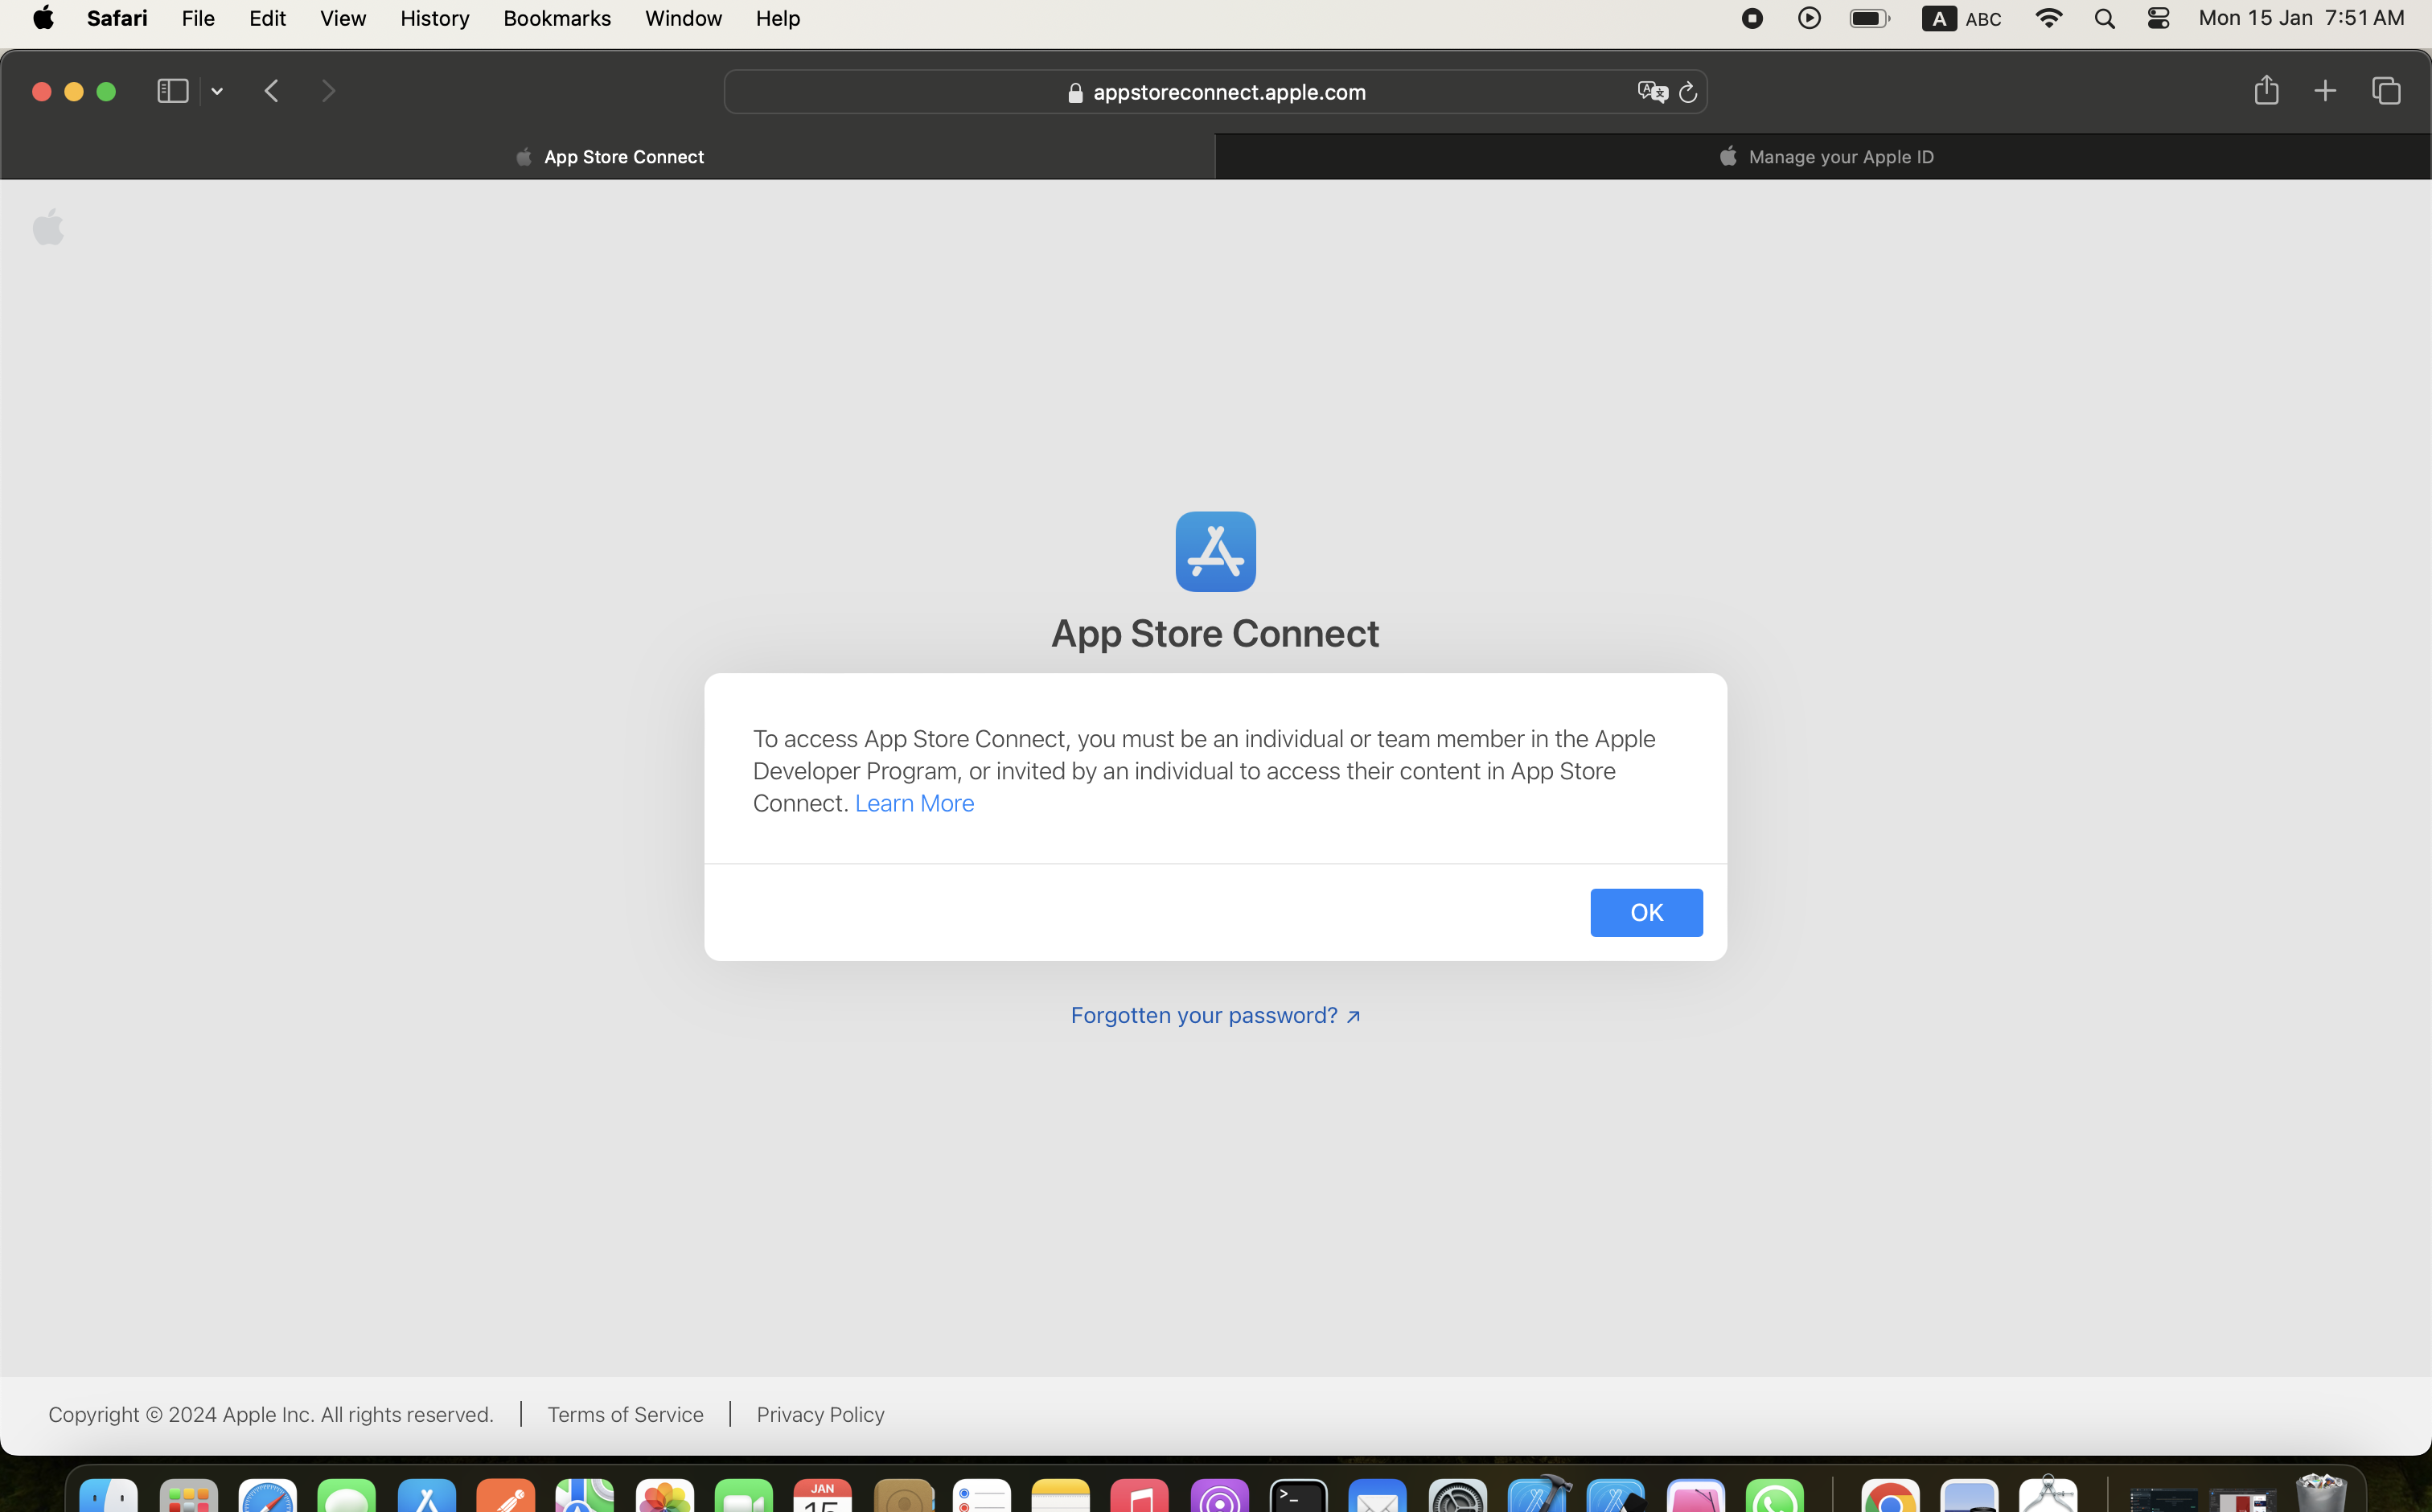 Safari File Edit View History Bookmarks Window Help A ABC Mon 15 Jan 7:51 AM
appstoreconnect.apple.com
App Store Connect
Manage your Apple ID
App Store Connect
To access App Store Connect, you must be an individual or team member in the Apple
Developer Program, or invited by an individual to access their content in App Store
Connect. Learn More
OK
Forgotten your password? ↗
Copyright © 2024 Apple Inc. All rights reserved. | Terms of Service | Privacy Policy
JAN
15